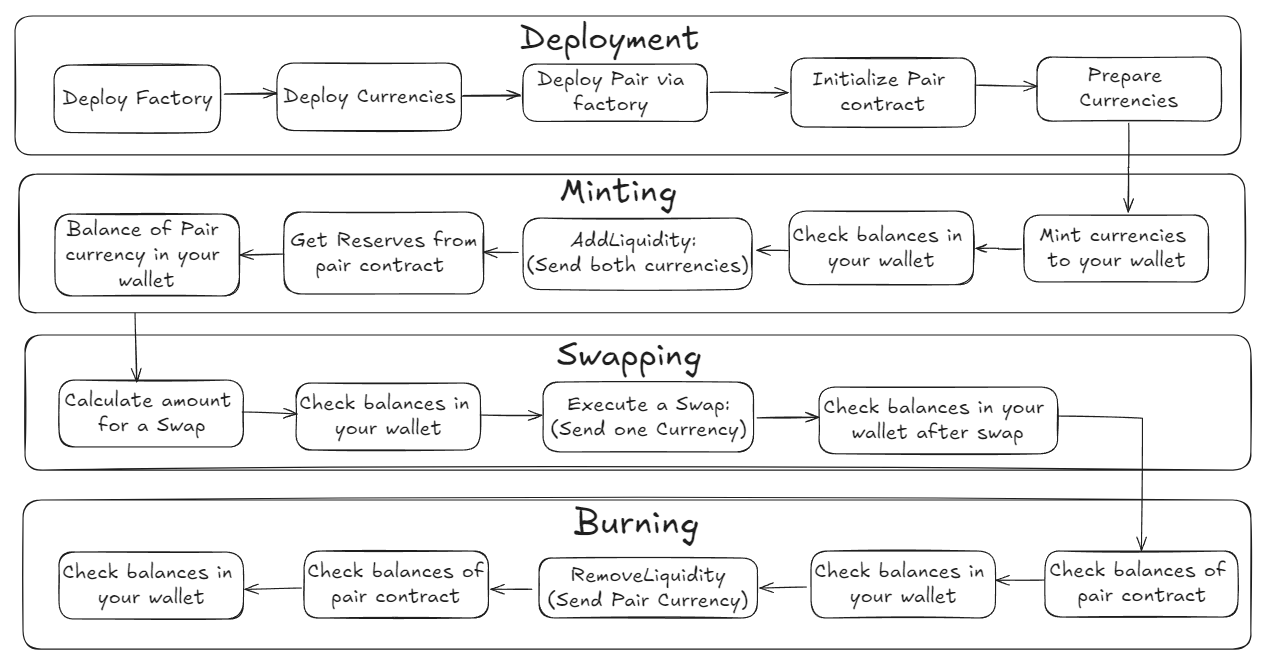 Deployment
Deploy Factory
Deploy Currencies
Deploy Pair via
factory
Initialize Pair
contract
Prepare
Currencies
Minting
Balance of Pair
currency in your
wallet
Get Reserves from
pair contract
AddLiquidity:
(Send both currencies)
Check balances in
your wallet
Mint currencies
to your wallet
Swapping
Calculate amount
for a Swap
Check balances in
your wallet
Execute a Swap:
(Send one Currency)
Check balances in your
wallet after swap
Burning
Check balances in
your wallet
Check balances of
pair contract
RemoveLiquidity
(Send Pair Currency)
Check balances in
your wallet
Check balances of
pair contract